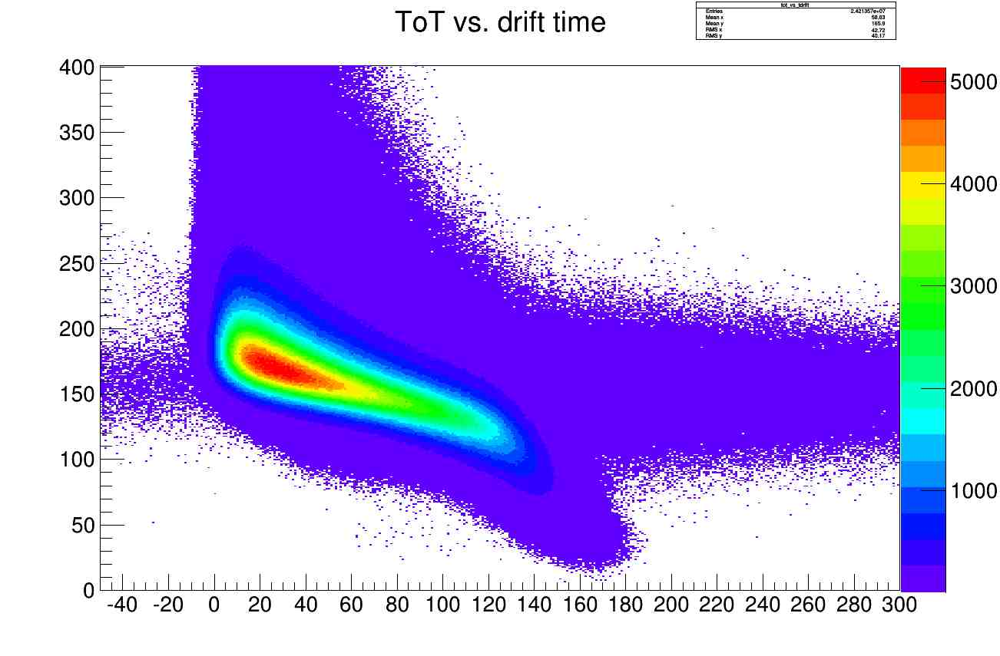 ToT vs. drift time
tot_vs_tdrift
Entries 2.421957e+07
Mean x 58.83
Mean y 165.9
RMS x 42.72
RMS y 40.17
400
350
300
250
200
150
100
50
0
-40 -20 0 20 40 60 80 100 120 140 160 180 200 220 240 260 280 300
5000
4000
3000
2000
1000